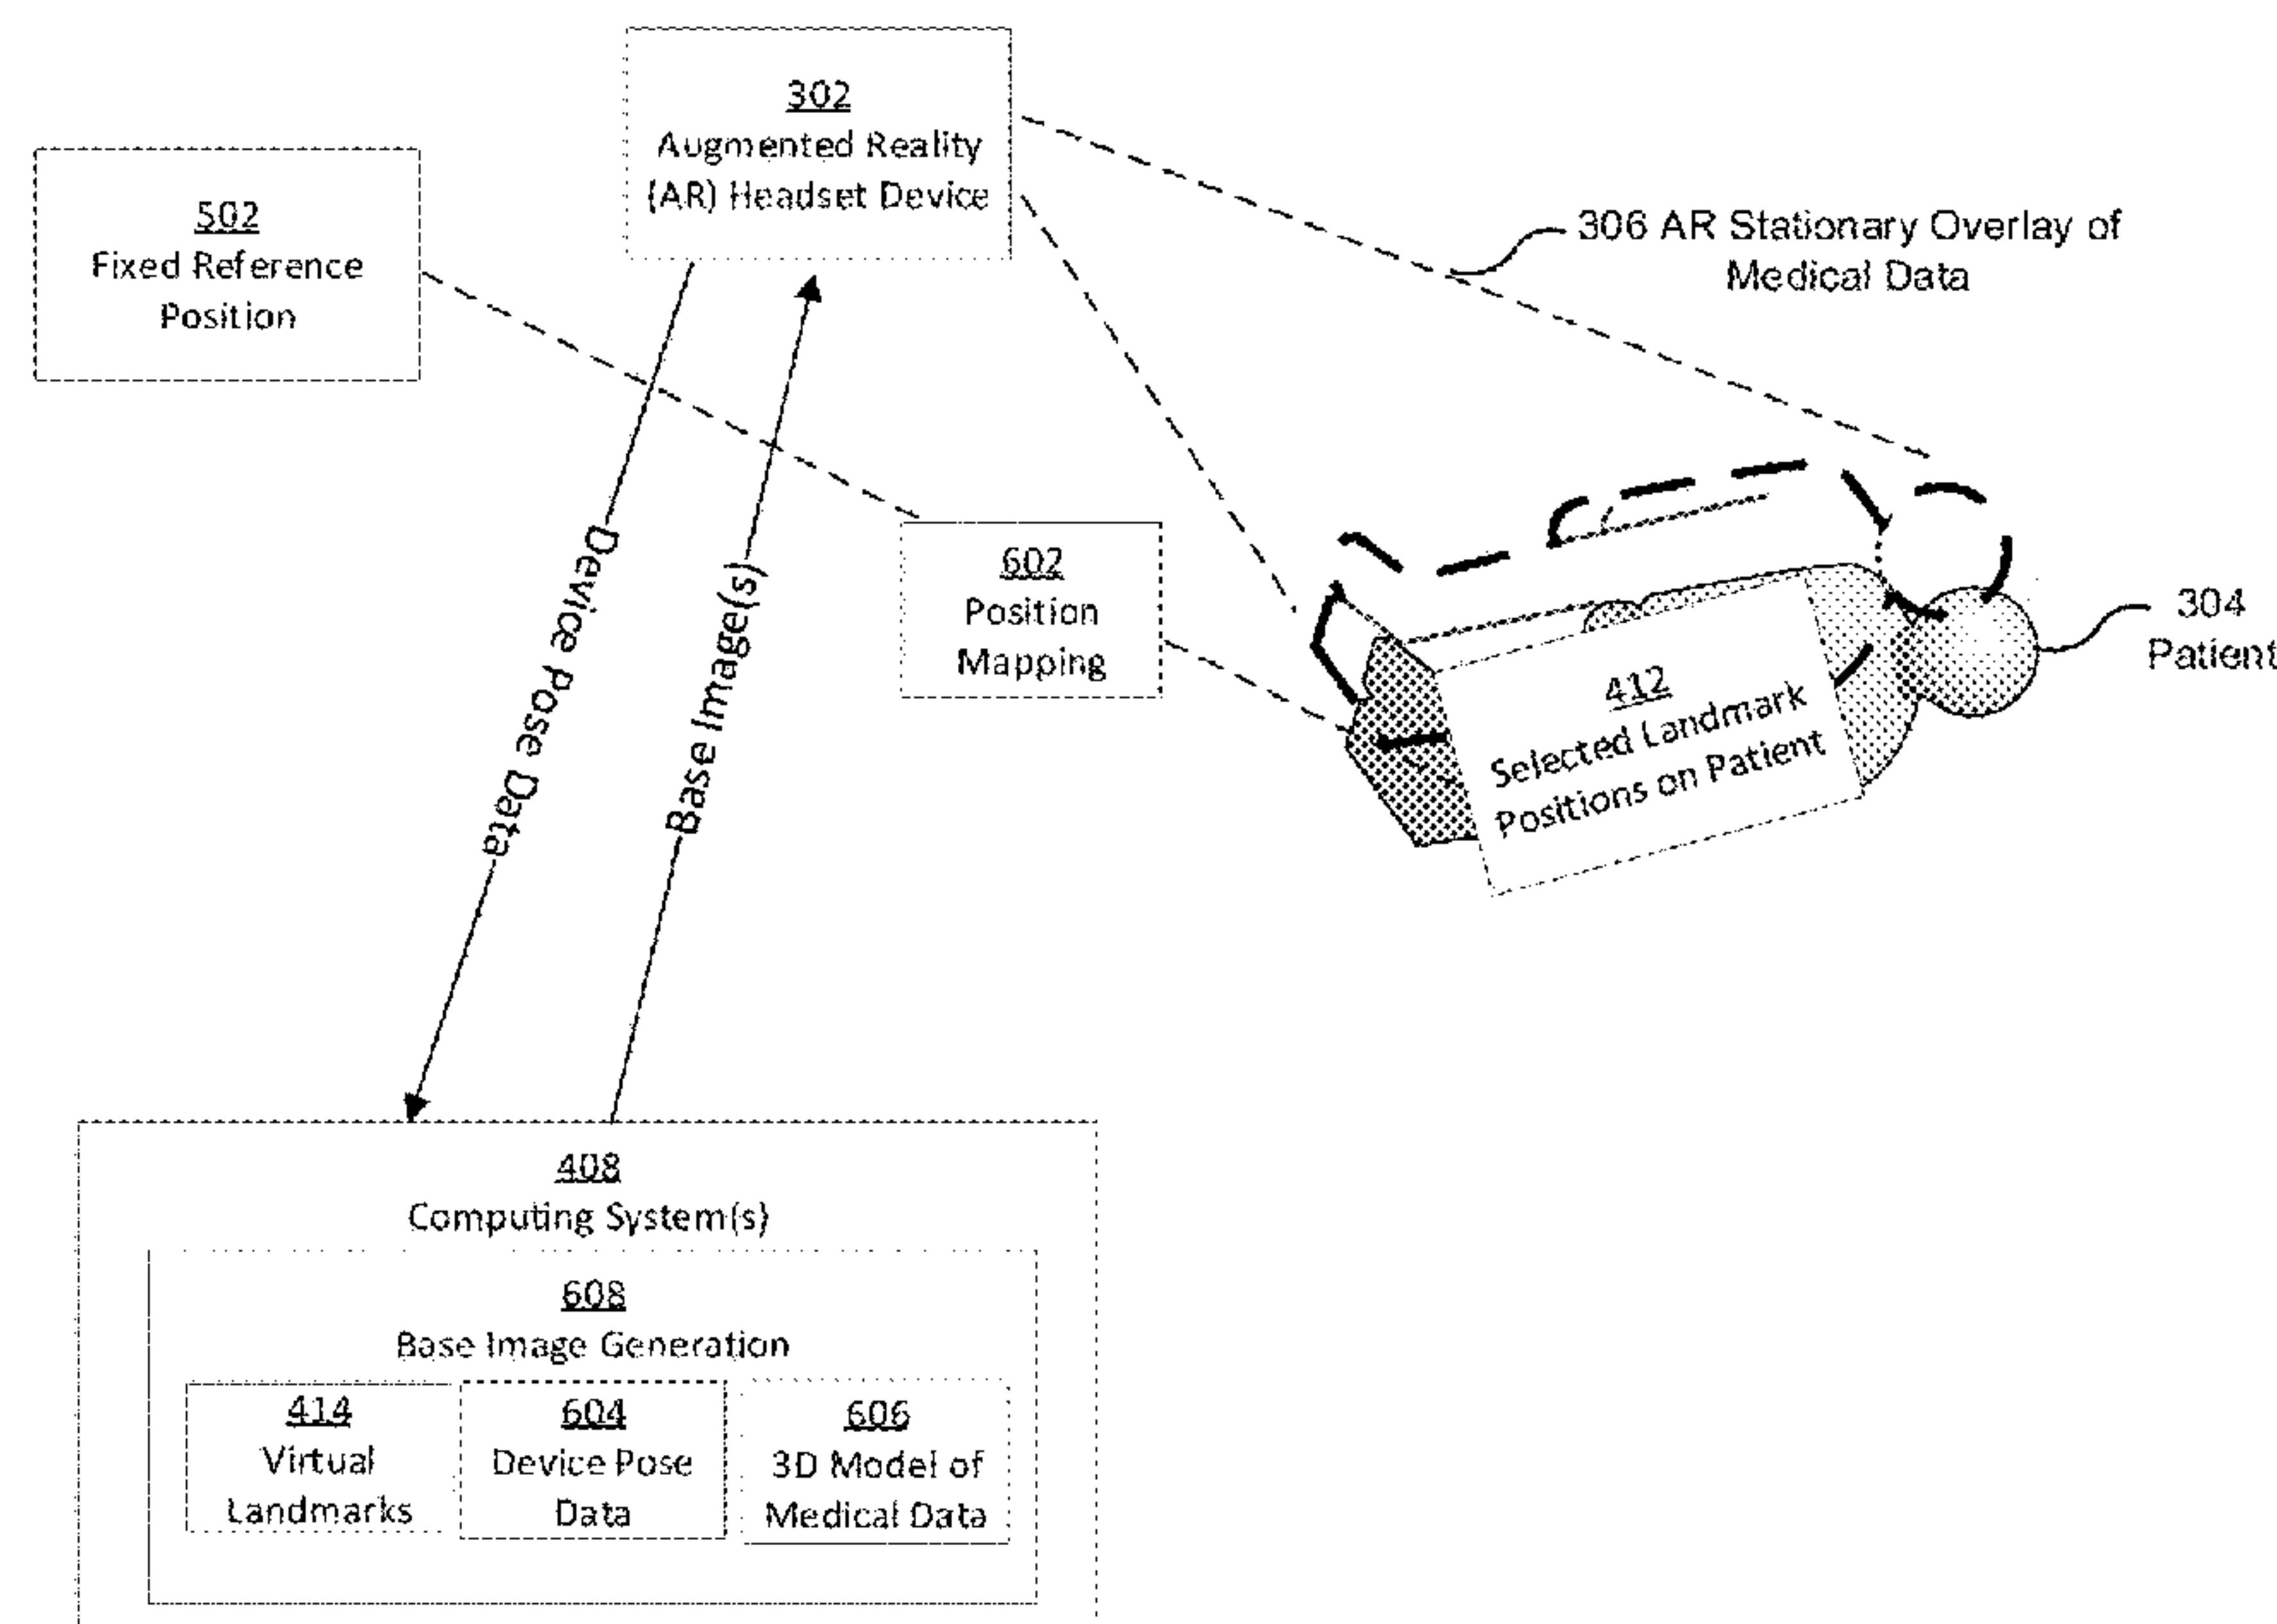 302
Augmented Reality
(AR) Headset Device
502
Fixed Reference
Position
306 AR Stationary Overlay of
Medical Data
602
Position
Mapping
304
Patient
412
Selected Landmark
Positions on Patient
Device Pose Data
Base Image(s)
408
Computing System(s)
608
Base Image Generation
414
Virtual
Landmarks
604
Device Pose
Data
606
3D Model of
Medical Data